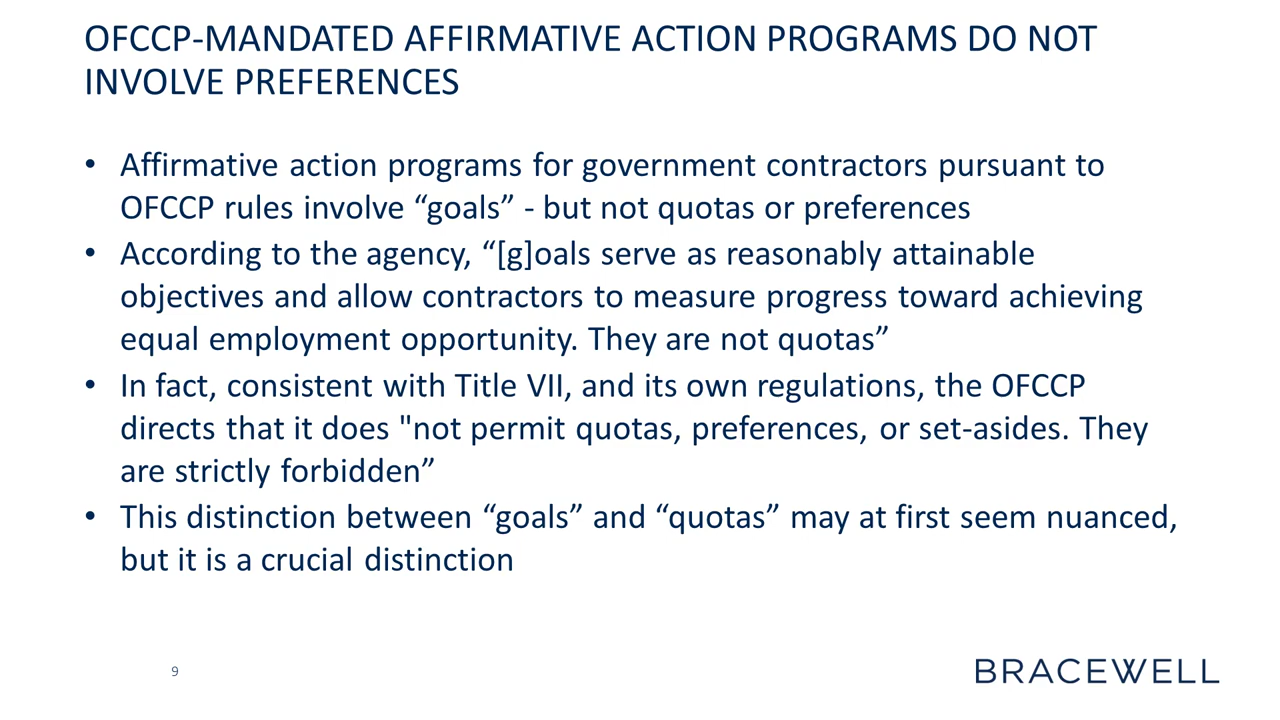 OFCCP-MANDATED AFFIRMATIVE ACTION PROGRAMS DO NOT
INVOLVE PREFERENCES
• Affirmative action programs for government contractors pursuant to
OFCCP rules involve “goals” - but not quotas or preferences
• According to the agency, “[g]oals serve as reasonably attainable
objectives and allow contractors to measure progress toward achieving
equal employment opportunity. They are not quotas”
• In fact, consistent with Title VII, and its own regulations, the OFCCP
directs that it does "not permit quotas, preferences, or set-asides. They
are strictly forbidden”
• This distinction between “goals” and “quotas” may at first seem nuanced,
but it is a crucial distinction
9
BRACEWELL